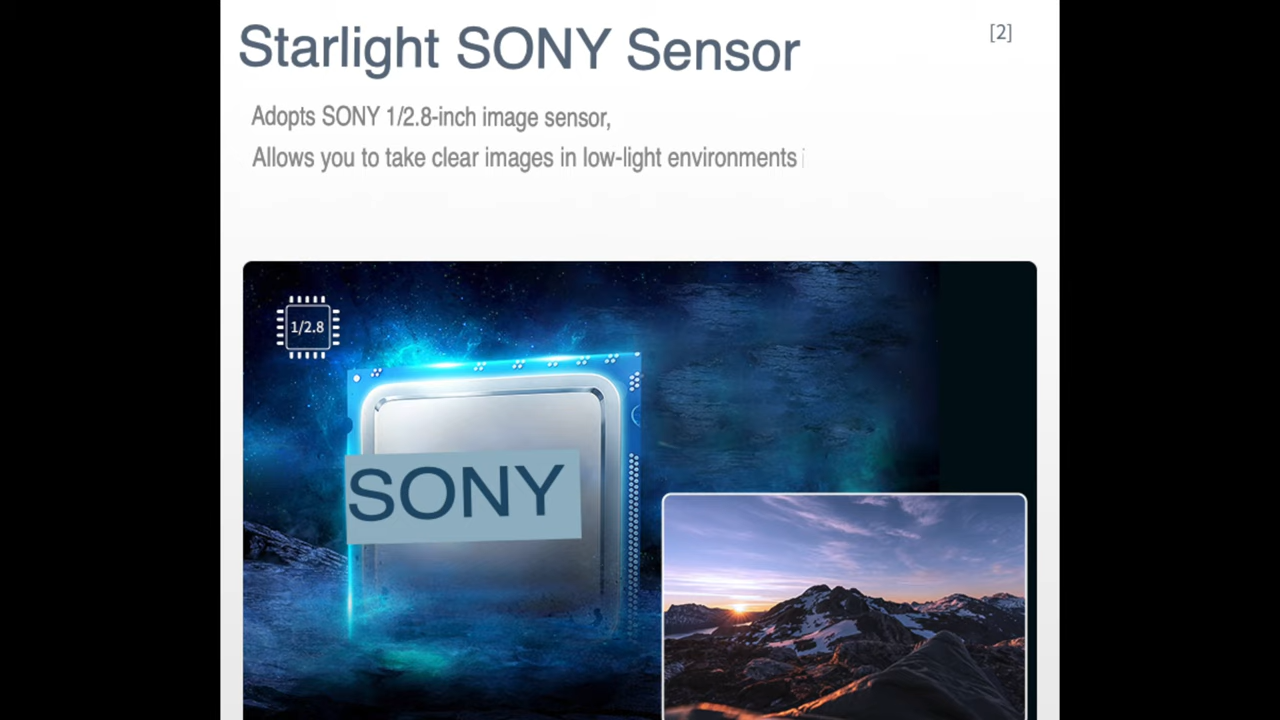 Starlight SONY Sensor
[2]
Adopts SONY 1/2.8-inch image sensor,
Allows you to take clear images in low-light environments
1/2.8
SONY